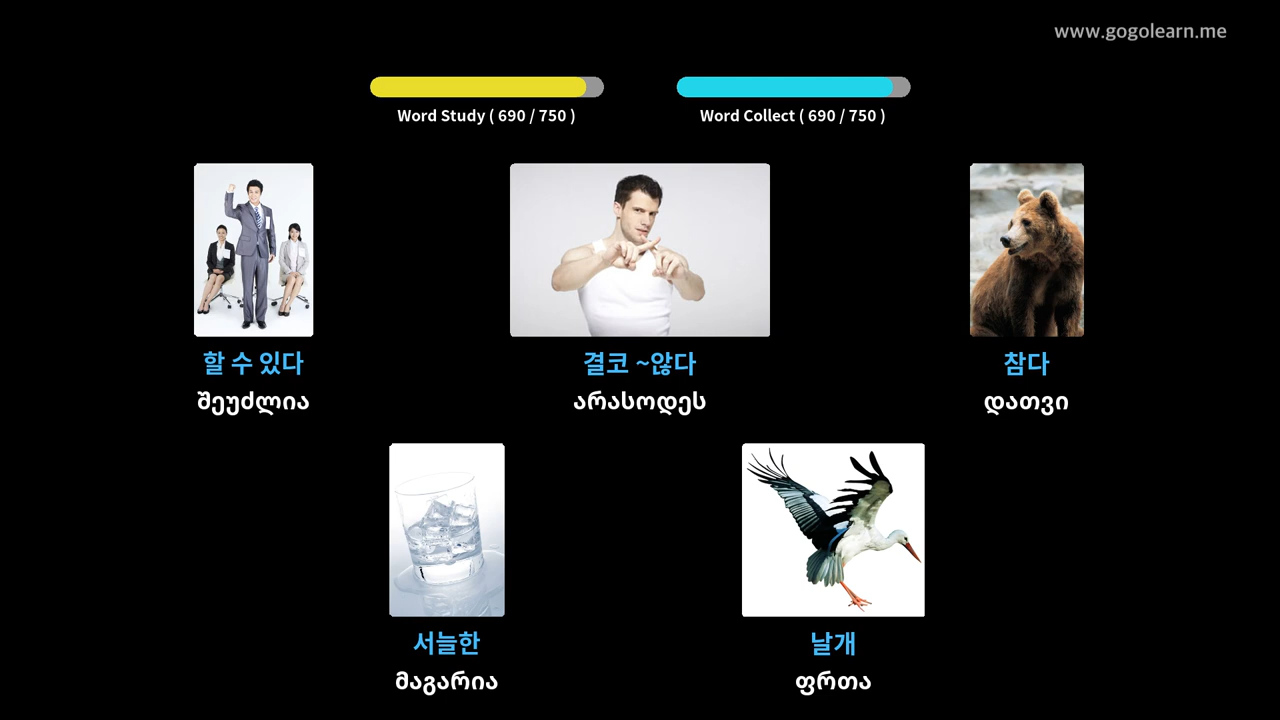 www.gogolearn.me
Word Study ( 690 / 750 )
Word Collect ( 690 / 750 )
할 수 있다
შეუძლია
결코 ~않다
არასოდეს
참다
დათვი
서늘한
მაგარია
날개
ფრთა